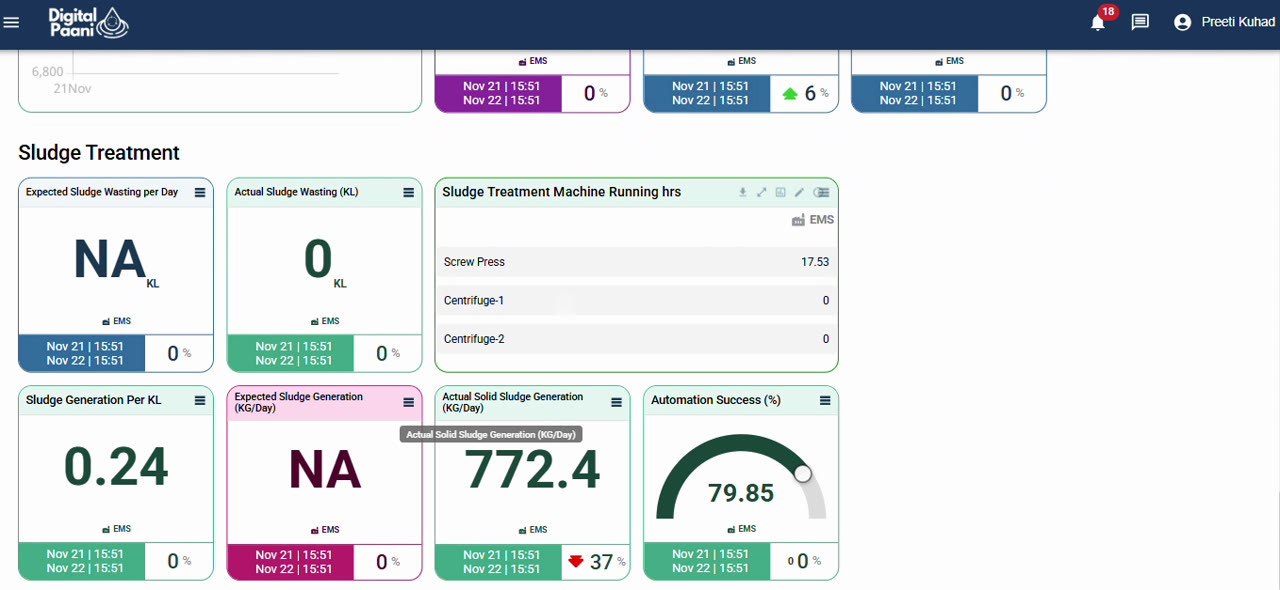 Digital
Paani
18
Preeti Kuhad
6,800
21Nov
EMS
Nov 21 | 15:51
Nov 22 | 15:51
0 %
EMS
Nov 21 | 15:51
Nov 22 | 15:51
6 %
EMS
Nov 21 | 15:51
Nov 22 | 15:51
0 %
Sludge Treatment
Expected Sludge Wasting per Day
NA KL
EMS
Nov 21 | 15:51
Nov 22 | 15:51
0 %
Actual Sludge Wasting (KL)
0 KL
EMS
Nov 21 | 15:51
Nov 22 | 15:51
0 %
Sludge Treatment Machine Running hrs
EMS
Screw Press 17.53
Centrifuge-1 0
Centrifuge-2 0
Sludge Generation Per KL
0.24
EMS
Nov 21 | 15:51
Nov 22 | 15:51
0 %
Expected Sludge Generation
(KG/Day)
NA
EMS
Nov 21 | 15:51
Nov 22 | 15:51
0 %
Actual Solid Sludge Generation
(KG/Day)
Actual Solid Sludge Generation (KG/Day)
772.4
EMS
Nov 21 | 15:51
Nov 22 | 15:51
37 %
Automation Success (%)
79.85
EMS
Nov 21 | 15:51
Nov 22 | 15:51
0 0 %